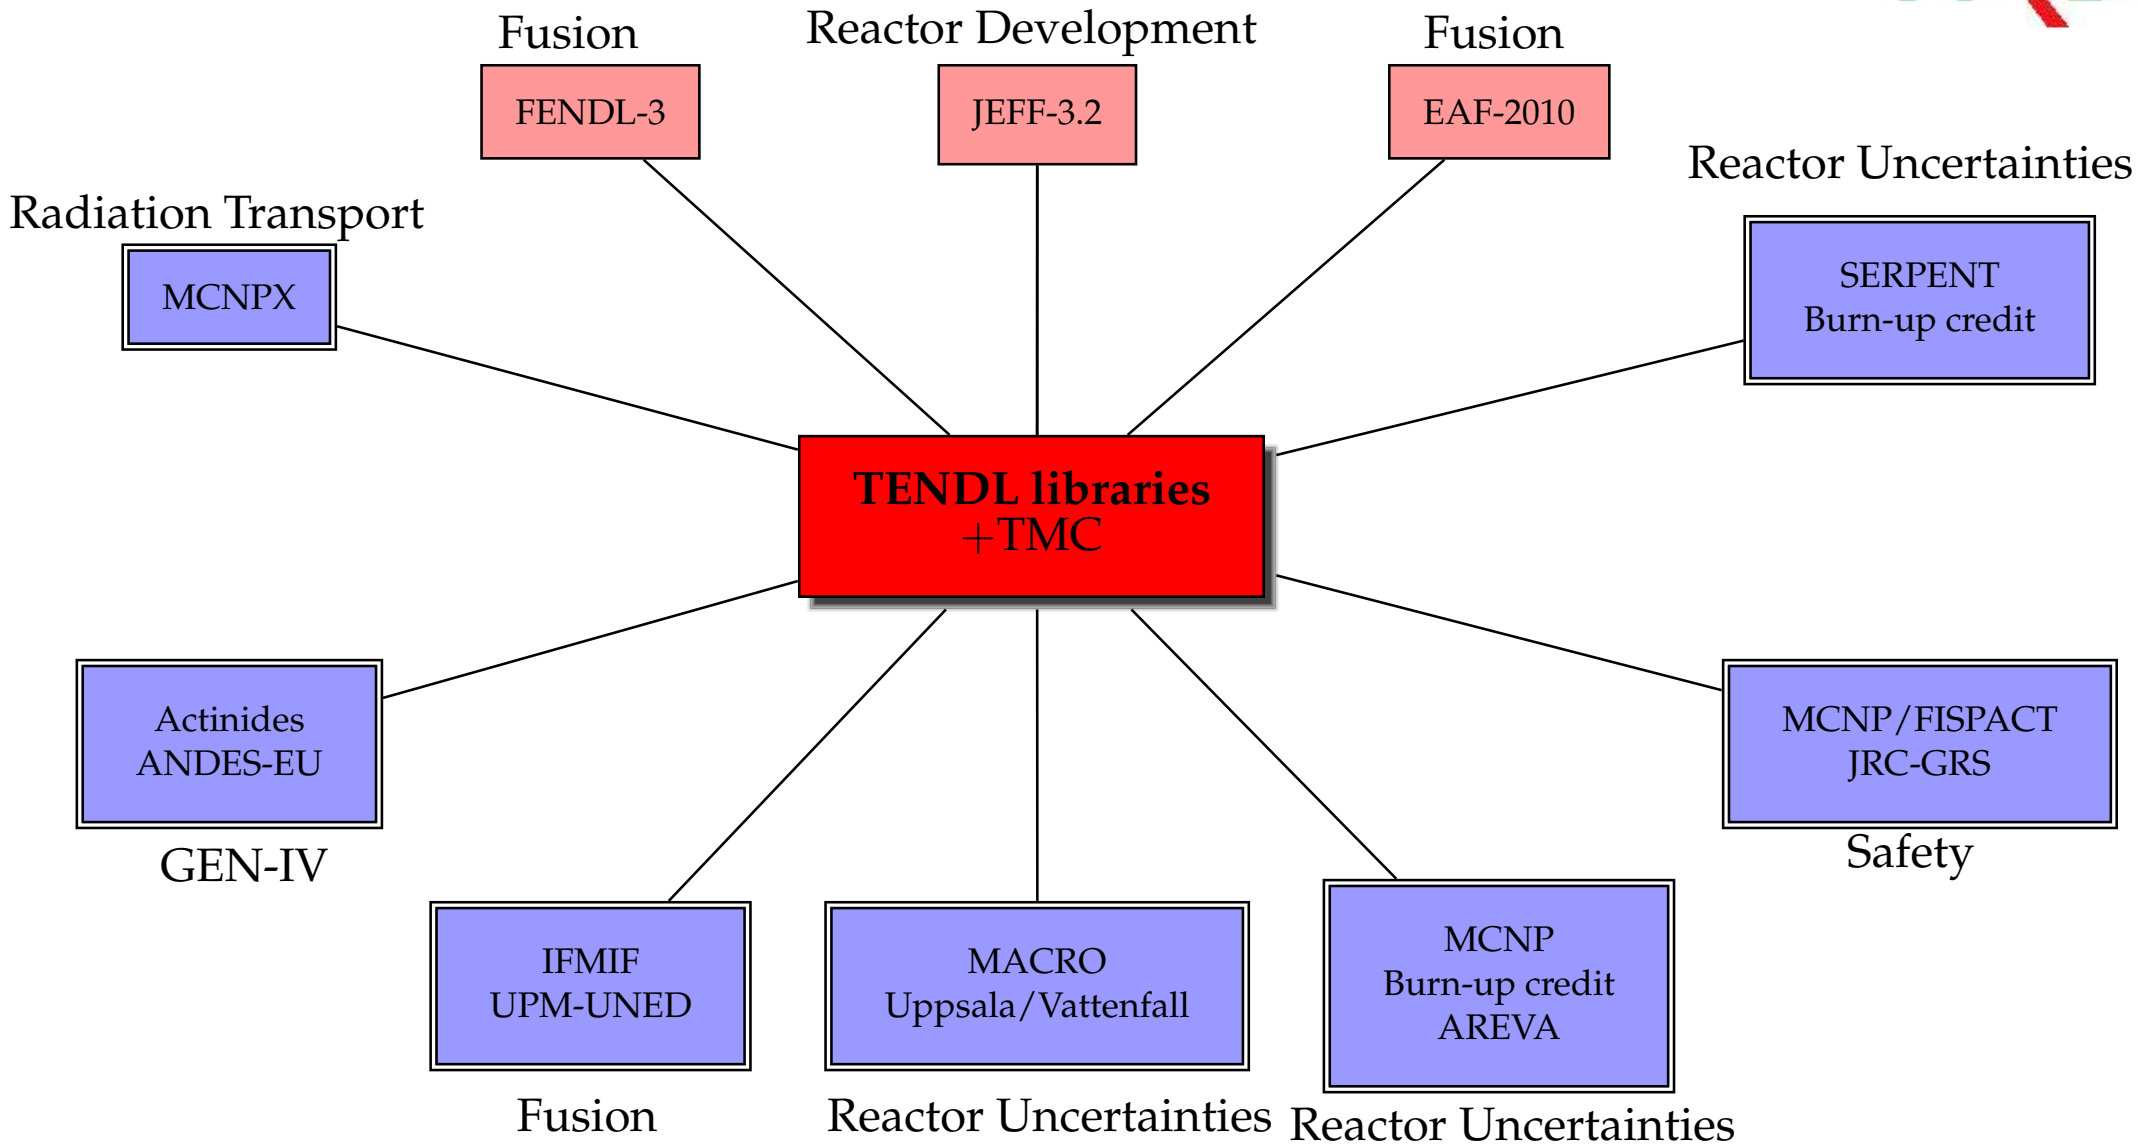 Fusion
Reactor Development
Fusion
FENDL-3
JEFF-3.2
EAF-2010
Reactor Uncertainties
Radiation Transport
MCNPX
SERPENT
Burn-up credit
TENDL libraries
+TMC
Actinides
ANDES-EU
GEN-IV
MCNP/FISPACT
JRC-GRS
Safety
IFMIF
UPM-UNED
Fusion
MACRO
Uppsala/Vattenfall
Reactor Uncertainties
MCNP
Burn-up credit
AREVA
Reactor Uncertainties